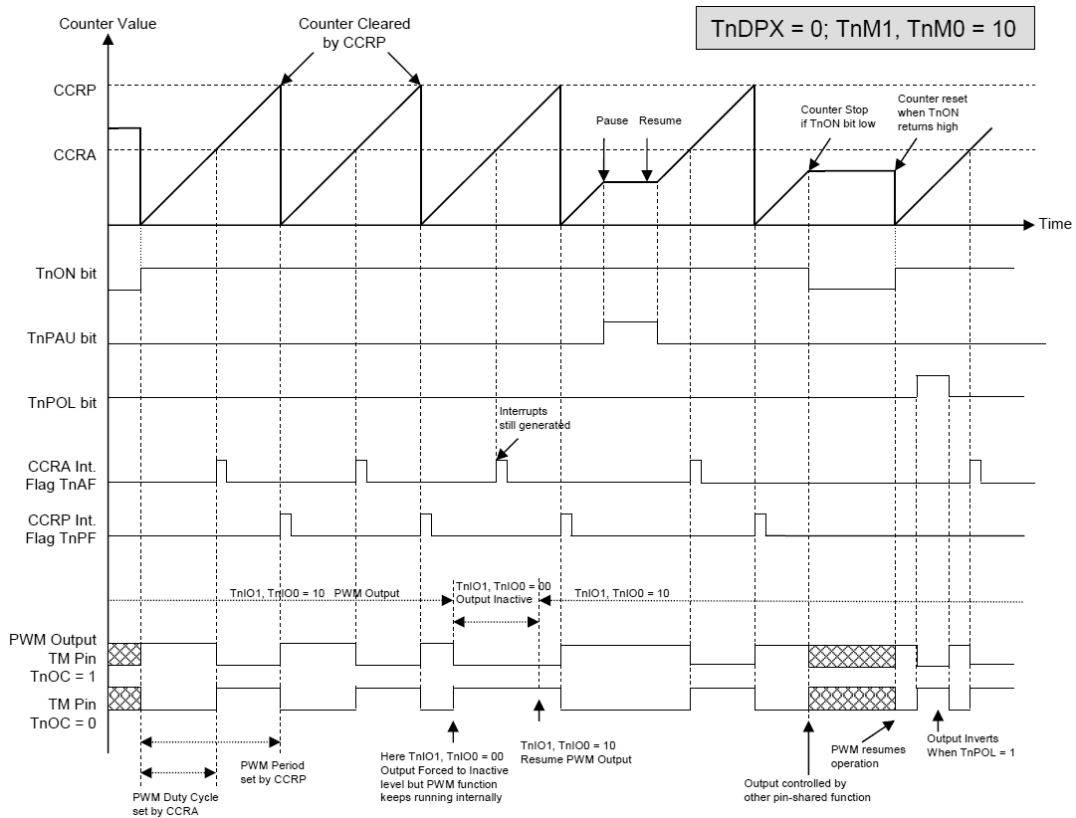 TnDPX = 0; TnM1, TnM0 = 10
Counter Value
Counter Cleared
by CCRP
CCRP
CCRA
Pause
Resume
Counter Stop
if TnON bit low
Counter reset
when TnON
returns high
Time
TnON bit
TnPAU bit
TnPOL bit
Interrupts
still generated
CCRA Int.
Flag TnAF
CCRP Int.
Flag TnPF
TnIO1, TnIO0 = 10 PWM Output
TnIO1, TnIO0 = 00
Output Inactive
TnIO1, TnIO0 = 10
PWM Output
TM Pin
TnOC = 1
TM Pin
TnOC = 0
PWM Period
set by CCRP
PWM Duty Cycle
set by CCRA
Here TnIO1, TnIO0 = 00
Output Forced to Inactive
level but PWM function
keeps running internally
TnIO1, TnIO0 = 10
Resume PWM Output
Output controlled by
other pin-shared function
PWM resumes
operation
Output Inverts
When TnPOL = 1